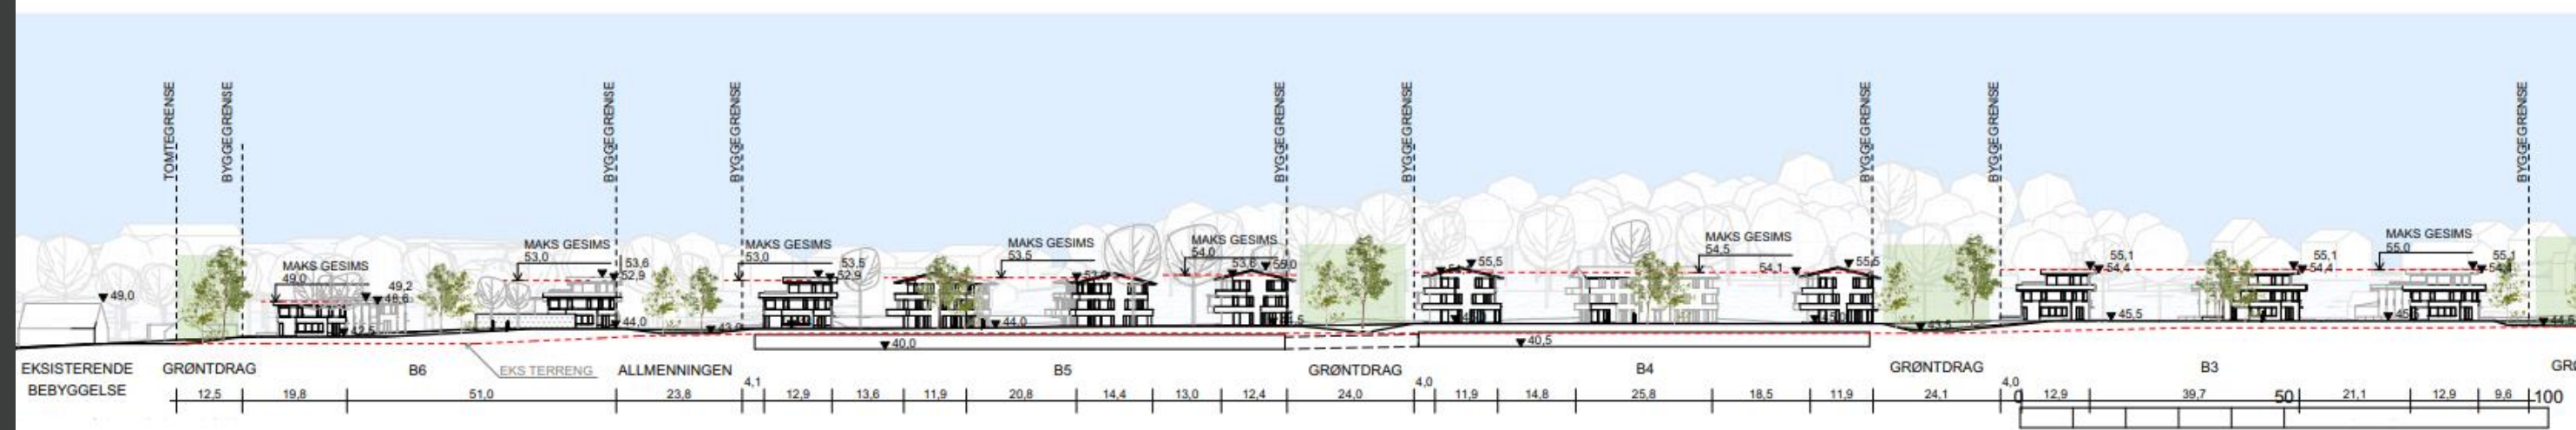 TOMTEGRENSE
BYGGEGRENSE
BYGGEGRENSE
BYGGEGRENSE
BYGGEGRENSE
BYGGEGRENSE
BYGGEGRENSE
BYGGEGRENSE
BYGGEGRENSE
49,0
MAKS GESIMS
49,0
49,2
48,6
42,5
MAKS GESIMS
53,0
53,6
52,9
44,0
MAKS GESIMS
53,0
53,5
52,9
MAKS GESIMS
53,5
44,0
MAKS GESIMS
54,0
53,6
40,0
55,5
MAKS GESIMS
54,5
54,1
40,5
55,1
54,4
45,5
55,1
54,4
MAKS GESIMS
55,0
55,1
EKSISTERENDE
BEBYGGELSE
GRØNTDRAG
B6
EKS TERRENG
ALLMENNINGEN
B5
GRØNTDRAG
B4
GRØNTDRAG
B3
12,5 19,8 51,0 23,8 4,1 12,9 13,6 11,9 20,8 14,4 13,0 12,4 24,0 4,0 11,9 14,8 25,8 18,5 11,9 24,1 4,0 12,9 39,7 21,1 12,9 9,6
0 50 100